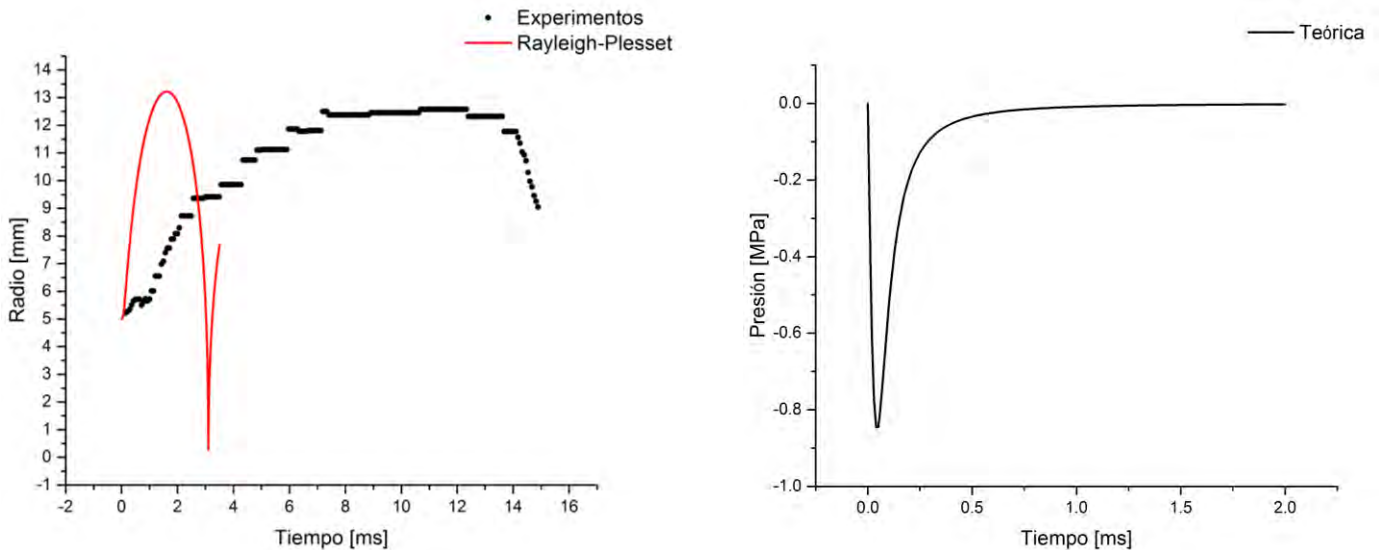 Experimentos
Rayleigh-Plesset
14
13
12
11
10
9
8
7
6
5
4
3
2
1
0
-1
-2 0 2 4 6 8 10 12 14 16
Radio [mm]
Tiempo [ms]
Teórica
0.0
-0.2
-0.4
-0.6
-0.8
-1.0
0.0 0.5 1.0 1.5 2.0
Presión [MPa]
Tiempo [ms]